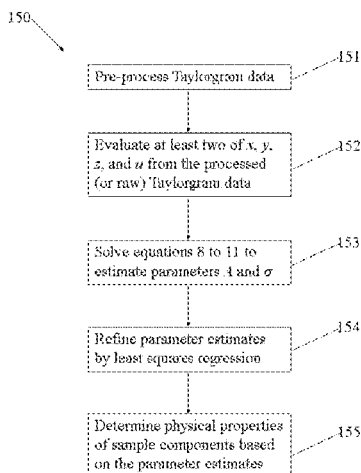 150
151
Pre-process Taylorgram data
152
Evaluate at least two of x, y,
z, and u from the processed
(or raw) Taylorgram data
153
Solve equations 8 to 11 to
estimate parameters A and σ
154
Refine parameter estimates
by least squares regression
155
Determine physical properties
of sample components based
on the parameter estimates